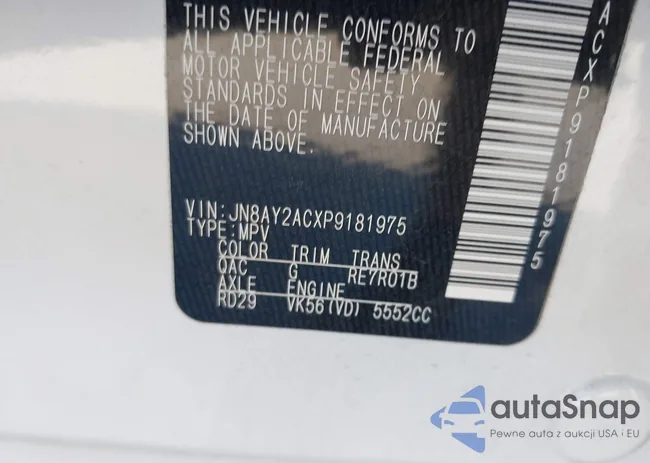 THIS VEHICLE CONFORMS TO
ALL APPLICABLE FEDERAL
MOTOR VEHICLE SAFETY
STANDARDS IN EFFECT ON
THE DATE OF MANUFACTURE
SHOWN ABOVE.
VIN:JN8AY2ACXP9181975
TYPE:MPV
COLOR TRIM TRANS
QAC G RE7R01B
AXLE ENGINE
RD29 VK56(VD) 5552CC
ACXP9181975
autaSnap
Pewne auta z aukcji USA i EU